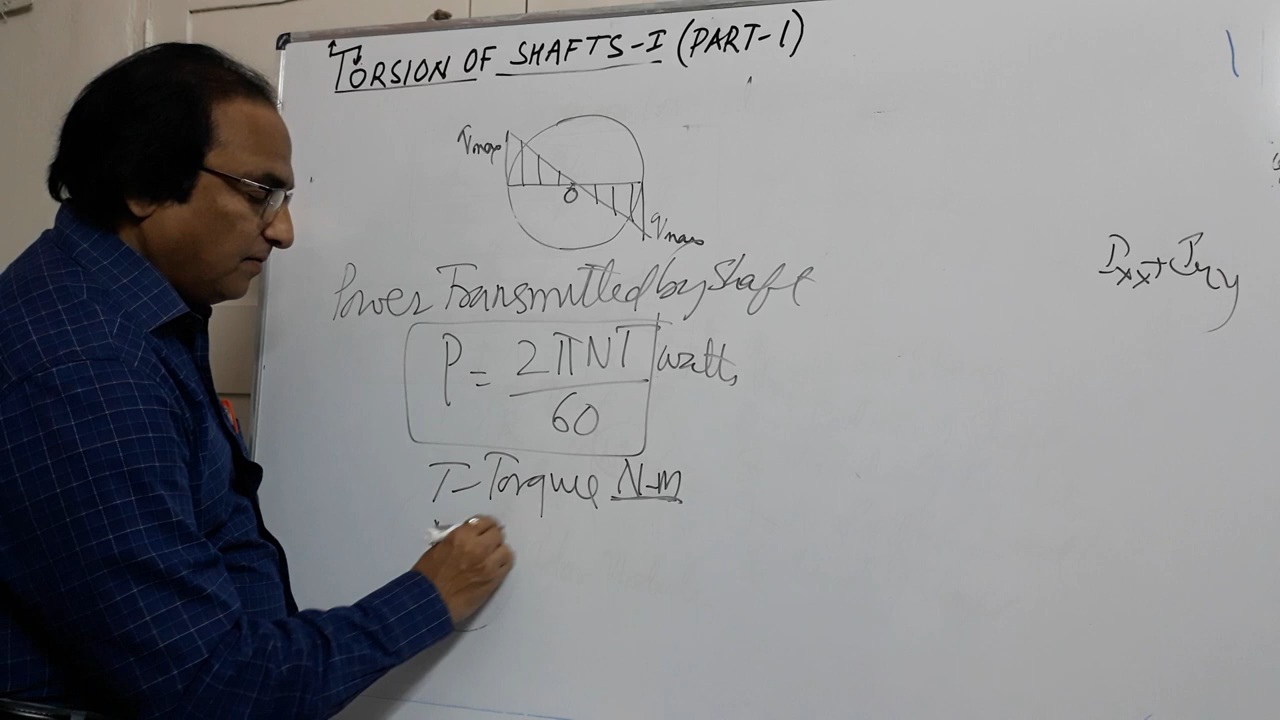 TORSION OF SHAFTS-I (PART-1)
τmax
O
τmax
Power Transmitted by Shaft
P = 2πNT / 60 watts
T - Torque N-m
Ixx + Iyy